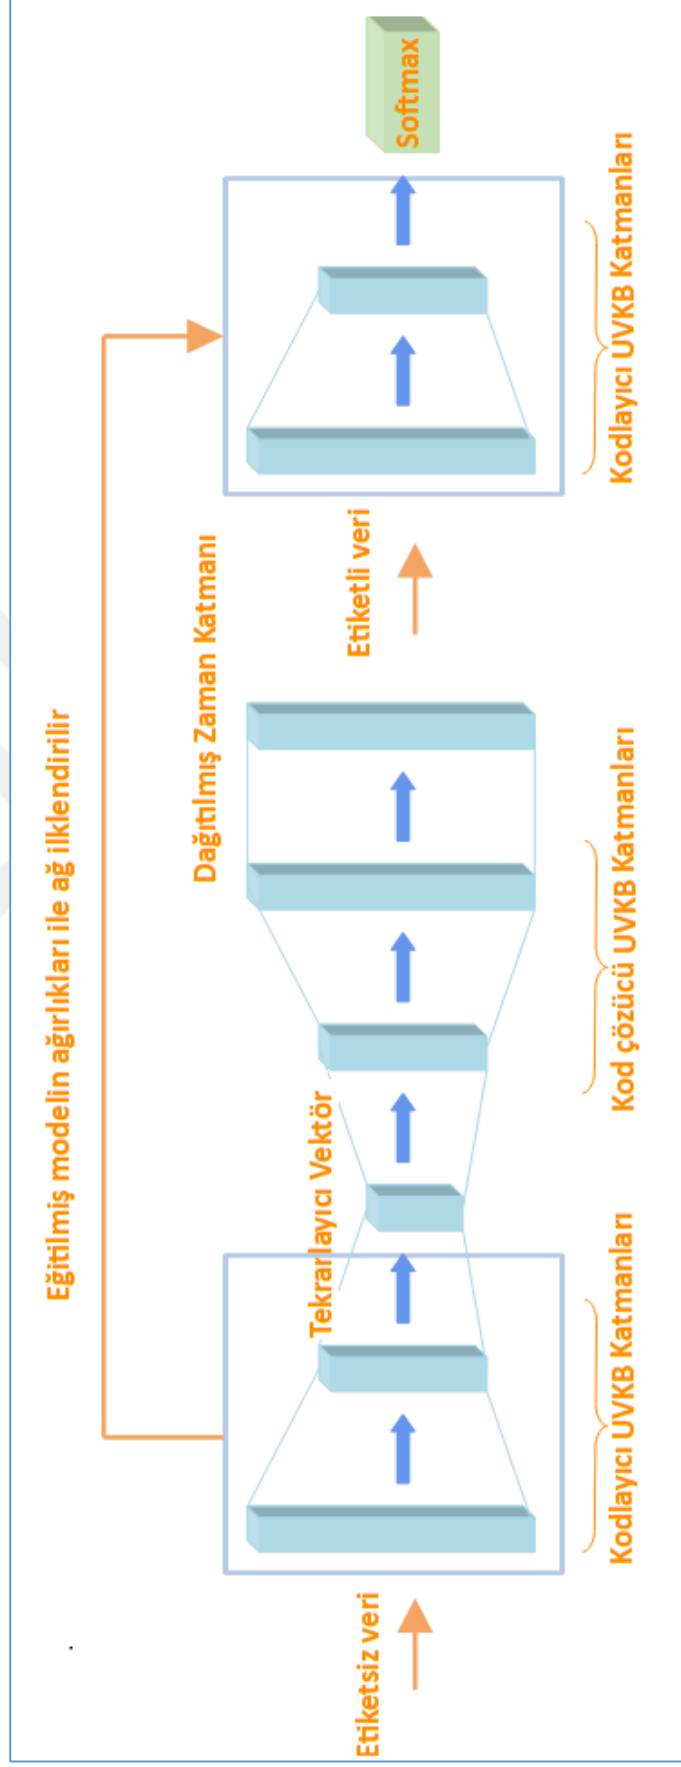 Eğitilmiş modelin ağırlıkları ile ağ ilklendirilir
Etiketsiz veri
Tekrarlayıcı Vektör
Dağıtılmış Zaman Katmanı
Etiketli veri
Softmax
Kodlayıcı UVKB Katmanları
Kod çözücü UVKB Katmanları
Kodlayıcı UVKB Katmanları